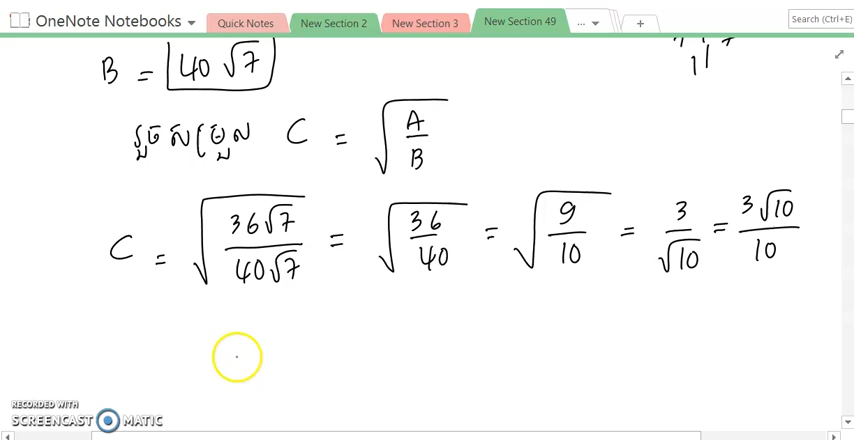 OneNote Notebooks Quick Notes New Section 2 New Section 3 New Section 49 ... + Search (Ctrl+E)
B = 40 √7
រួចសម្រួល C = √(A/B)
C = √(36√7/40√7) = √(36/40) = √(9/10) = 3/√10 = 3√10/10
RECORDED WITH
SCREENCAST MATIC